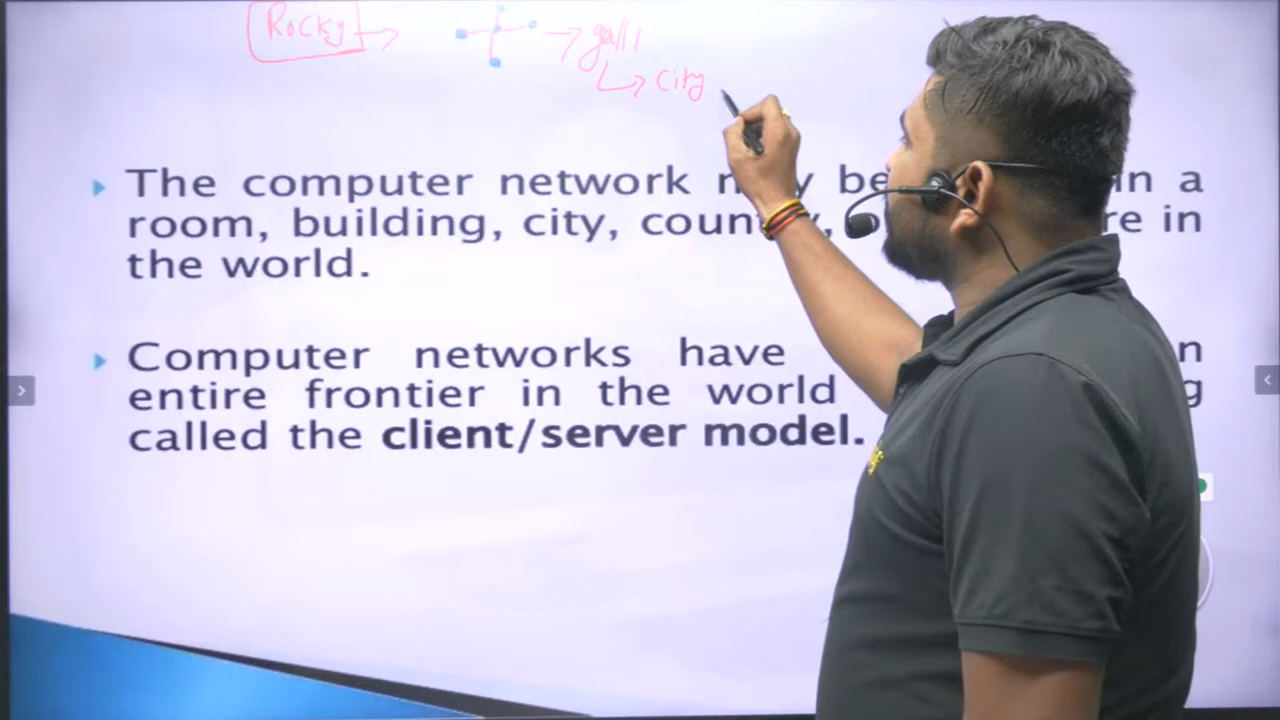 Rocky
galli
City
The computer network be in a
room, building, city, re in
the world.
Computer networks have
entire frontier in the world
called the client/server model.